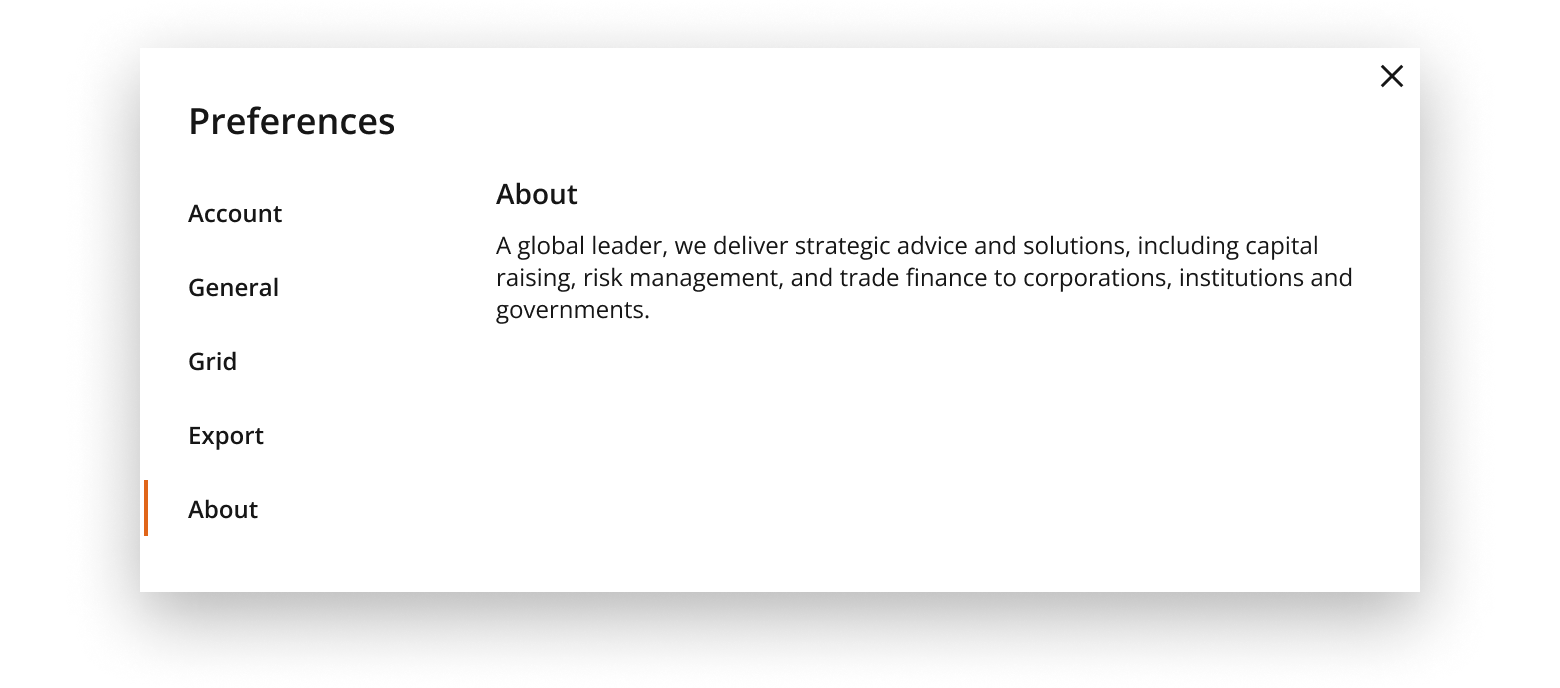 Preferences
Account
General
Grid
Export
About
About
A global leader, we deliver strategic advice and solutions, including capital
raising, risk management, and trade finance to corporations, institutions and
governments.